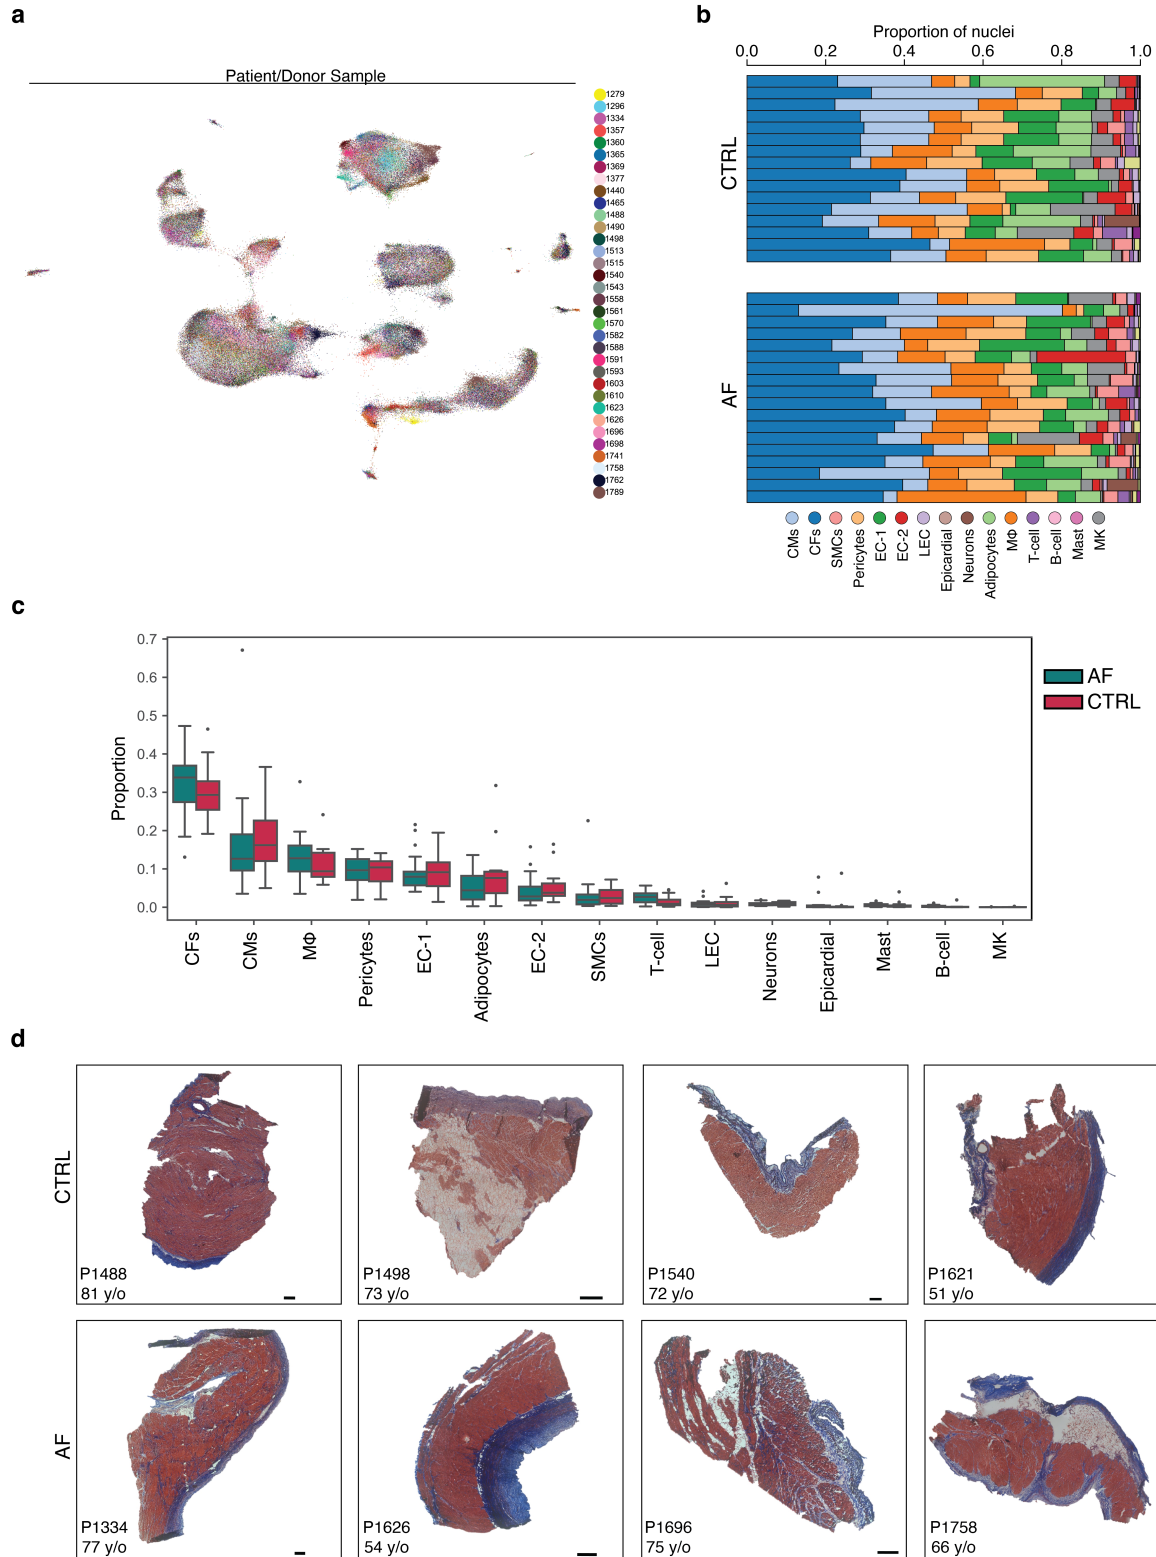 a
Patient/Donor Sample
1279
1296
1334
1357
1360
1365
1369
1377
1440
1465
1488
1490
1498
1513
1515
1540
1543
1558
1561
1570
1582
1588
1591
1593
1603
1610
1623
1626
1696
1698
1741
1758
1762
1789
b
Proportion of nuclei
0.0 0.2 0.4 0.6 0.8 1.0
CTRL
AF
CMs
CFs
SMCs
Pericytes
EC-1
EC-2
LEC
Epicardial
Neurons
Adipocytes
MΦ
T-cell
B-cell
Mast
MK
c
Proportion
0.7
0.6
0.5
0.4
0.3
0.2
0.1
0.0
CFs
CMs
MΦ
Pericytes
EC-1
Adipocytes
EC-2
SMCs
T-cell
LEC
Neurons
Epicardial
Mast
B-cell
MK
AF
CTRL
d
CTRL
P1488
81 y/o
P1498
73 y/o
P1540
72 y/o
P1621
51 y/o
AF
P1334
77 y/o
P1626
54 y/o
P1696
75 y/o
P1758
66 y/o